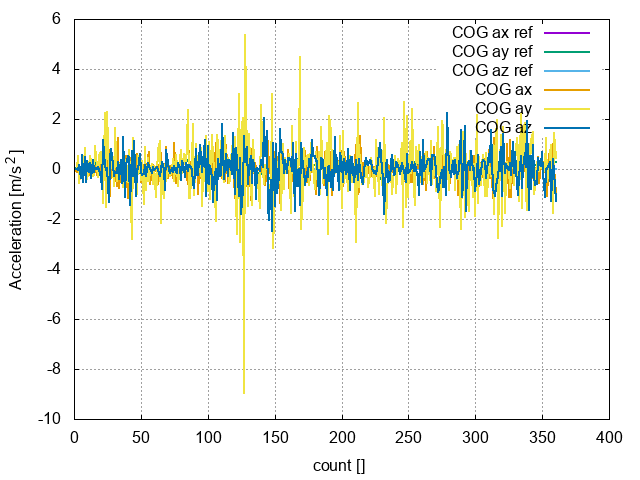 6
4
2
0
-2
-4
-6
-8
-10
0 50 100 150 200 250 300 350 400
Acceleration [m/s²]
count []
COG ax ref
COG ay ref
COG az ref
COG ax
COG ay
COG az